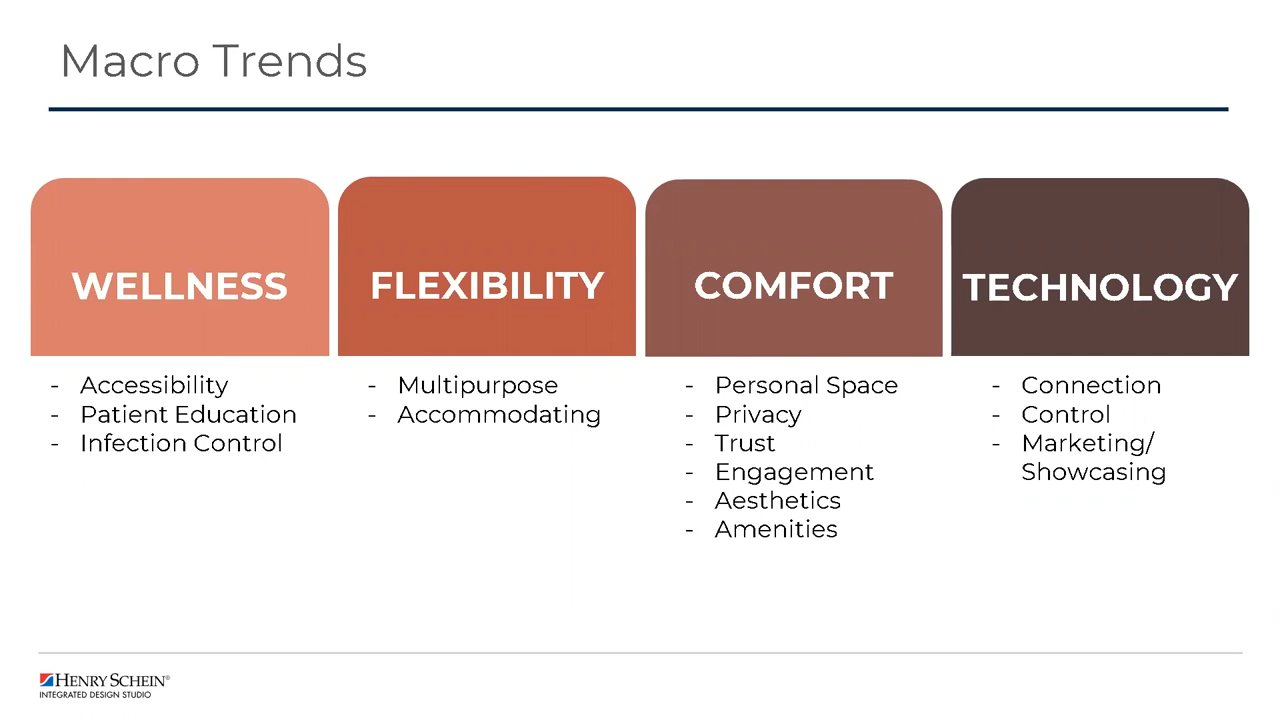 Macro Trends
WELLNESS
- Accessibility
- Patient Education
- Infection Control
FLEXIBILITY
- Multipurpose
- Accommodating
COMFORT
- Personal Space
- Privacy
- Trust
- Engagement
- Aesthetics
- Amenities
TECHNOLOGY
- Connection
- Control
- Marketing/
Showcasing
HENRY SCHEIN®
INTEGRATED DESIGN STUDIO